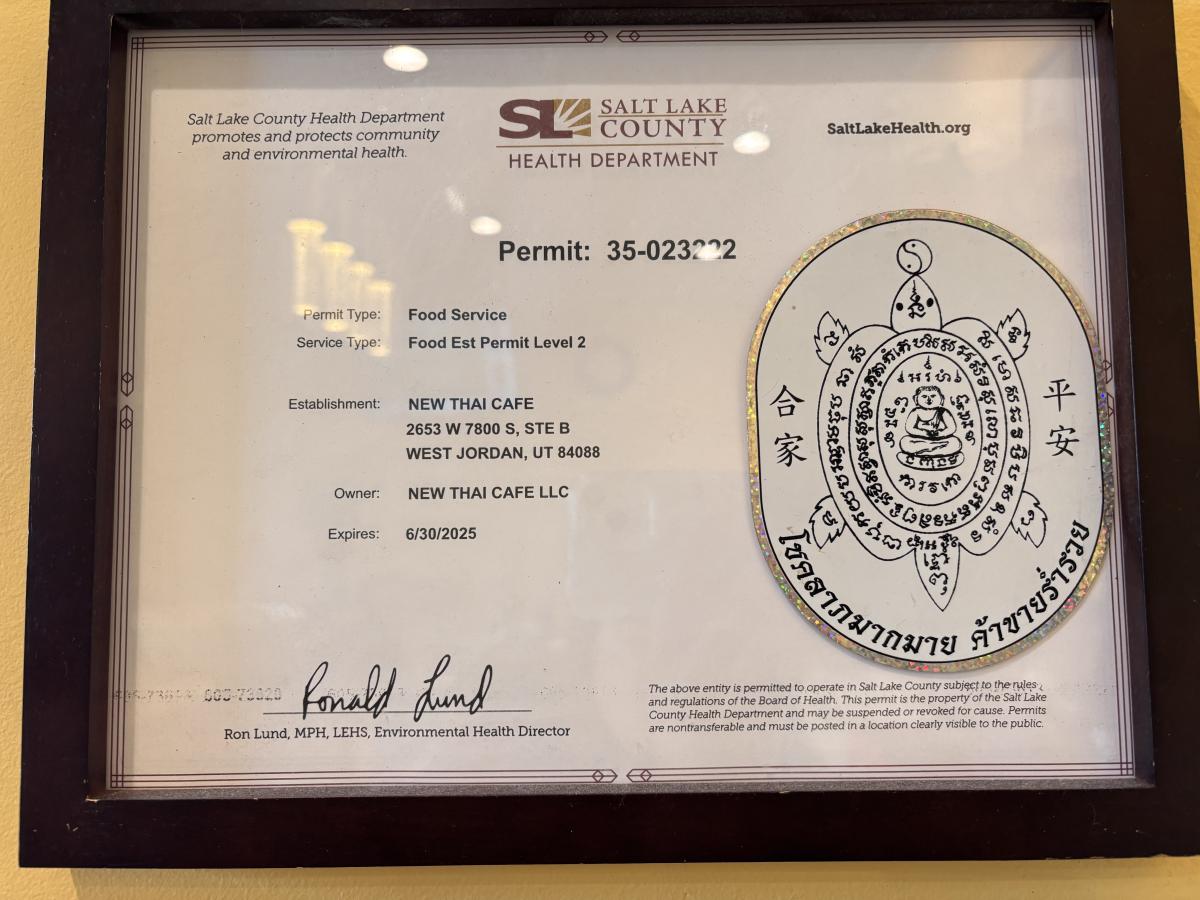 Salt Lake County Health Department
promotes and protects community
and environmental health.
SL SALT LAKE
COUNTY
HEALTH DEPARTMENT
SaltLakeHealth.org
Permit: 35-023222
Permit Type: Food Service
Service Type: Food Est Permit Level 2
Establishment: NEW THAI CAFE
2653 W 7800 S, STE B
WEST JORDAN, UT 84088
Owner: NEW THAI CAFE LLC
Expires: 6/30/2025
合家
平安
โชคลาภมากมาย ค้าขายร่ำรวย
Ronald Lund
Ron Lund, MPH, LEHS, Environmental Health Director
The above entity is permitted to operate in Salt Lake County subject to the rules
and regulations of the Board of Health. This permit is the property of the Salt Lake
County Health Department and may be suspended or revoked for cause. Permits
are nontransferable and must be posted in a location clearly visible to the public.